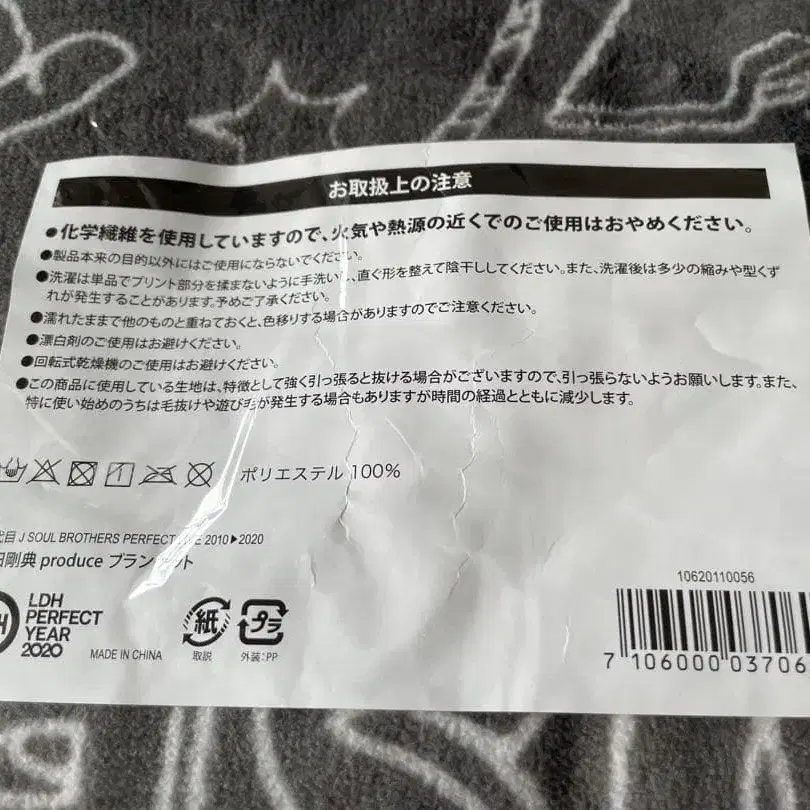 お取扱上の注意
●化学繊維を使用していますので、火気や熱源の近くでのご使用はおやめください。
●製品本来の目的以外にはご使用にならないでください。
●洗濯は単品でプリント部分を揉まないように手洗いし、直ぐ形を整えて陰干ししてください。また、洗濯後は多少の縮みや型くず
れが発生することがあります。予めご了承ください。
●濡れたままで他のものと重ねておくと、色移りする場合がありますのでご注意ください。
●漂白剤のご使用はお避けください。
●回転式乾燥機のご使用はお避けください。
●この商品に使用している生地は、特徴として強く引っ張ると抜ける場合がございますので、引っ張らないようお願いします。また、
特に使い始めのうちは毛抜けや遊び毛が発生する場合もありますが時間の経過とともに減少します。
ポリエステル 100%
代目 J SOUL BROTHERS PERFECT LIVE 2010▶2020
田剛典 produce ブランケット
LDH
PERFECT
YEAR
2020
MADE IN CHINA
紙
取説
プラ
外装:PP
10620110056
7 106000 03706